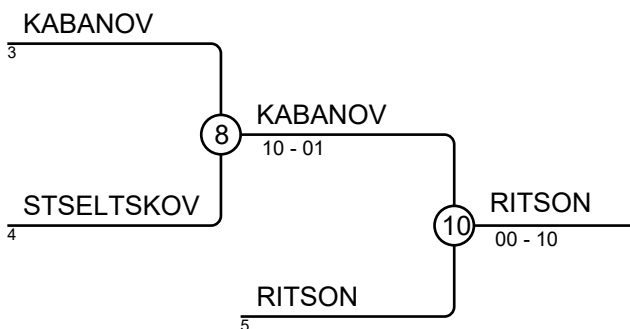 KABANOV
3
8
KABANOV
10 - 01
STSELTSKOV
4
10
RITSON
00 - 10
RITSON
5